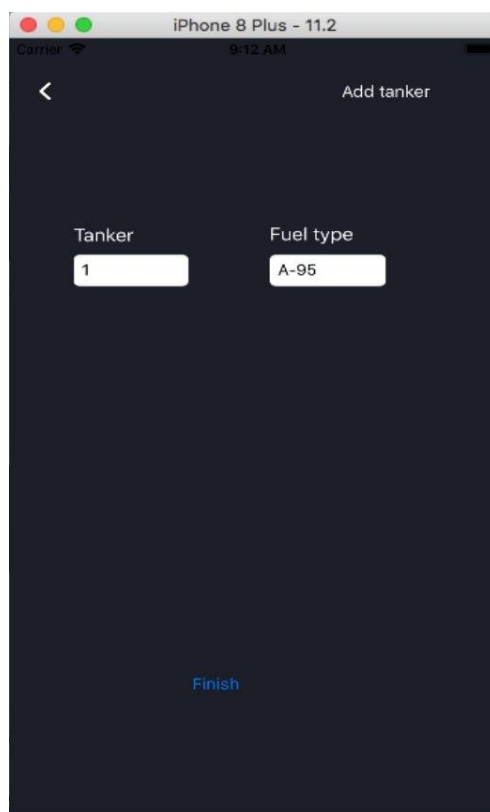 iPhone 8 Plus - 11.2
Carrier 9:12 AM
Add tanker
Tanker Fuel type
1 A-95
Finish